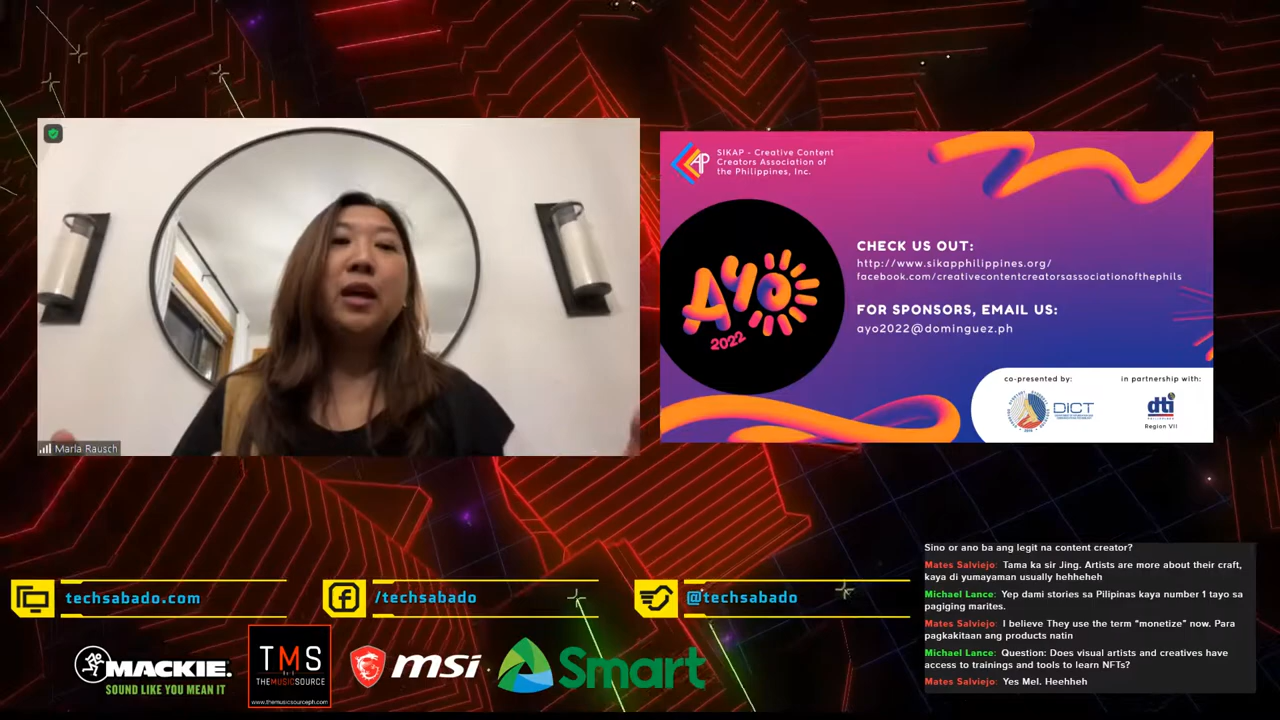 Marla Rausch
SIKAP - Creative Content
Creators Association of
the Philippines, Inc.
AP
AYO
2022
CHECK US OUT:
http://www.sikapphilippines.org/
facebook.com/creativecontentcreatorsassociationofthephils
FOR SPONSORS, EMAIL US:
ayo2022@dominguez.ph
co-presented by:
DICT
in partnership with:
dti
PHILIPPINES
Region VII
techsabado.com
/techsabado
@techsabado
MACKIE.
SOUND LIKE YOU MEAN IT
TMS
THEMUSICSOURCE
www.themusicsourceph.com
msi
Smart
Sino or ano ba ang legit na content creator?
Mates Salviejo: Tama ka sir Jing. Artists are more about their craft,
kaya di yumayaman usually hehheheh
Michael Lance: Yep dami stories sa Pilipinas kaya number 1 tayo sa
pagiging marites.
Mates Salviejo: I believe They use the term "monetize" now. Para
pagkakitaan ang products natin
Michael Lance: Question: Does visual artists and creatives have
access to trainings and tools to learn NFTs?
Mates Salviejo: Yes Mel. Heehheh